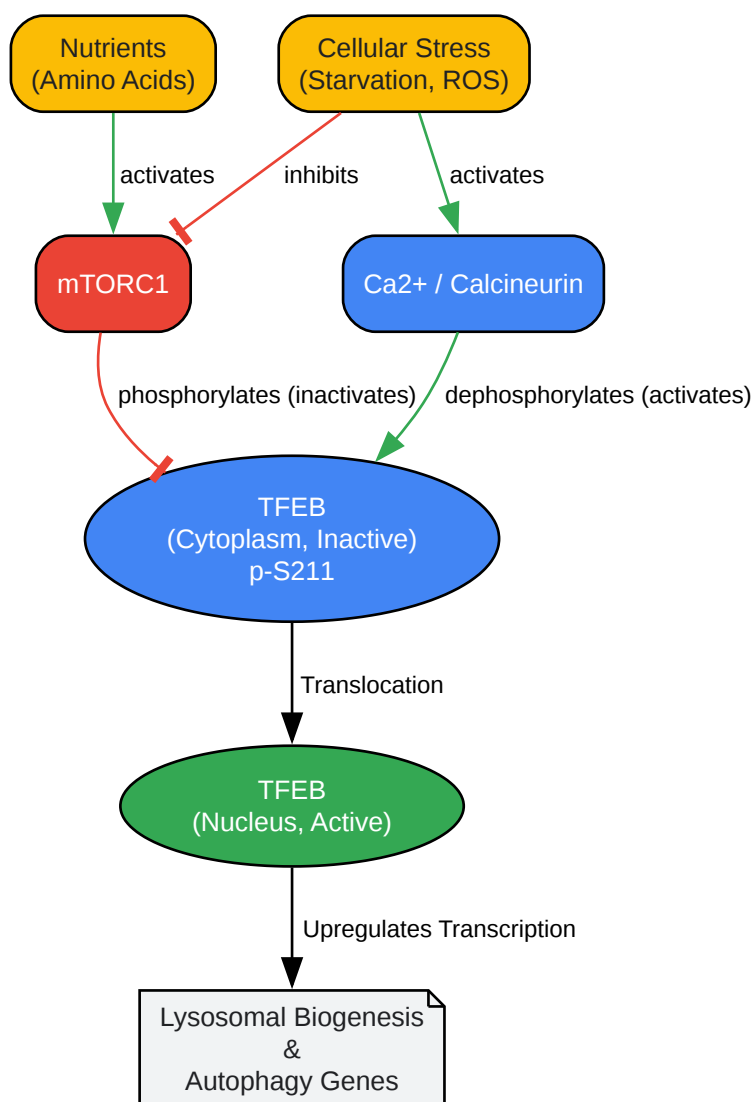 Nutrients
(Amino Acids)
Cellular Stress
(Starvation, ROS)
activates
inhibits
activates
mTORC1
Ca2+ / Calcineurin
phosphorylates (inactivates)
dephosphorylates (activates)
TFEB
(Cytoplasm, Inactive)
p-S211
Translocation
TFEB
(Nucleus, Active)
Upregulates Transcription
Lysosomal Biogenesis
&
Autophagy Genes